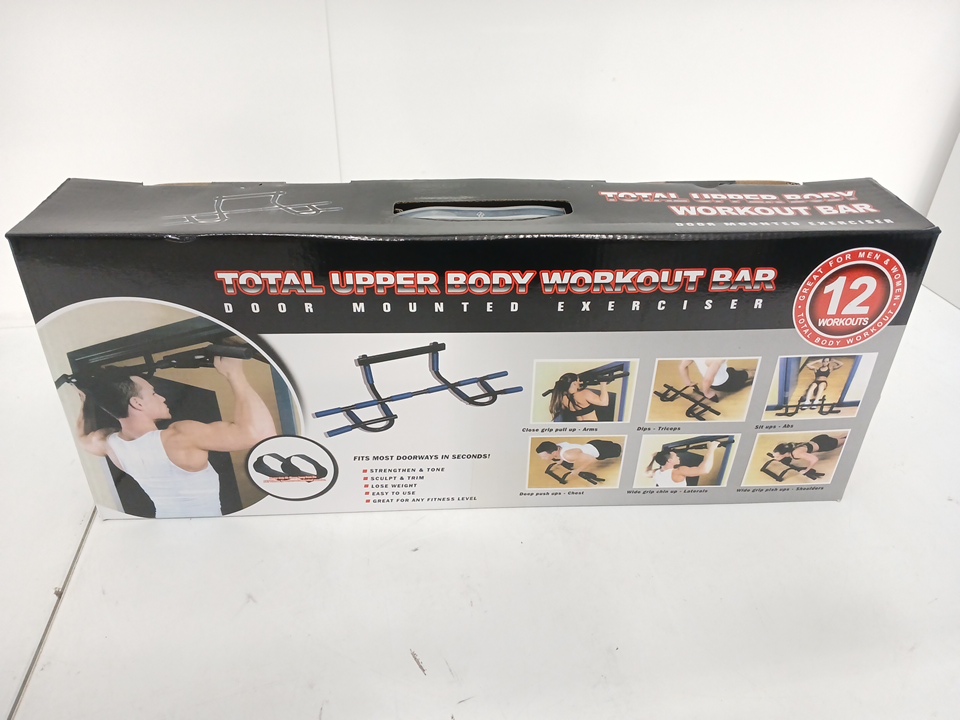 TOTAL UPPER BODY
WORKOUT BAR
DOOR MOUNTED EXERCISER
TOTAL UPPER BODY WORKOUT BAR
DOOR MOUNTED EXERCISER
GREAT FOR MEN & WOMEN
12
WORKOUTS
TOTAL BODY WORKOUT
FITS MOST DOORWAYS IN SECONDS!
STRENGTHEN & TONE
SCULPT & TRIM
LOSE WEIGHT
EASY TO USE
GREAT FOR ANY FITNESS LEVEL
Close grip pull up - Arms
Dips - Triceps
Sit ups - Abs
Deep push ups - Chest
Wide grip chin up - Laterals
Wide grip pich ups - Shoulders